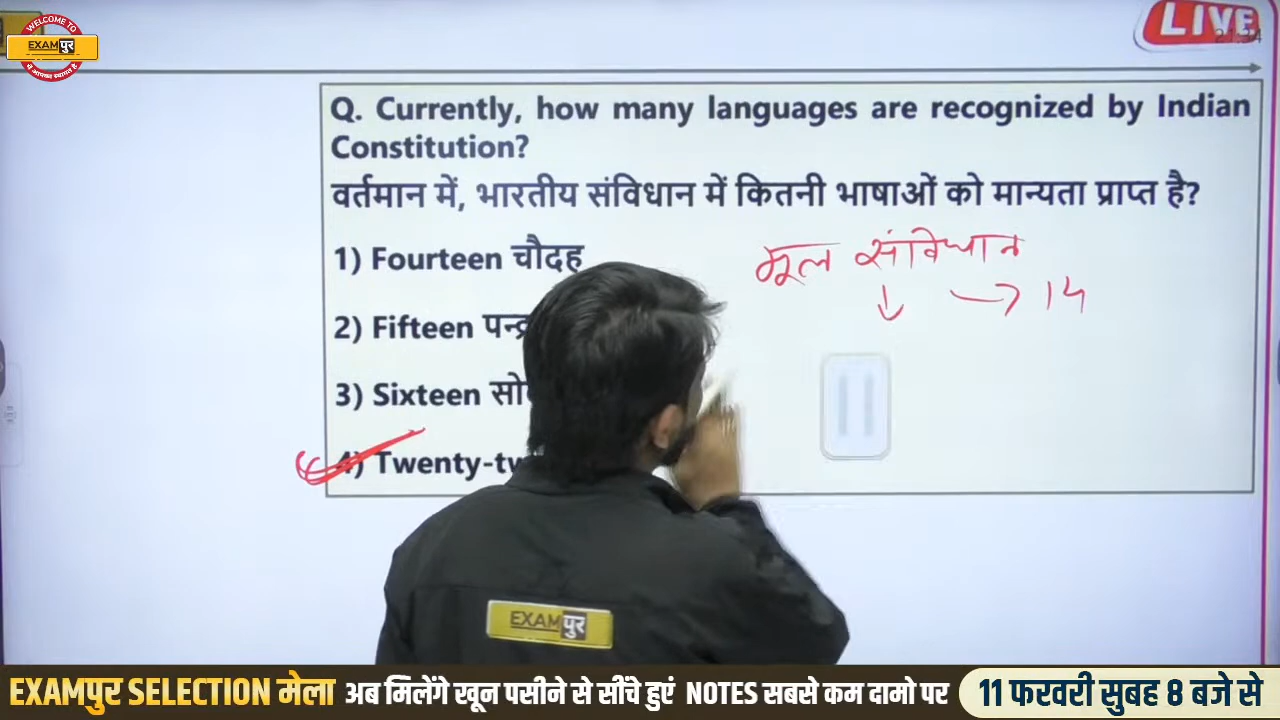 WELCOME TO
EXAMपुर
में आपका स्वागत है
LIVE
Q. Currently, how many languages are recognized by Indian
Constitution?
वर्तमान में, भारतीय संविधान में कितनी भाषाओं को मान्यता प्राप्त है?
1) Fourteen चौदह
मूल संविधान
→ 14
2) Fifteen
3) Sixteen
4)
EXAMपुर
EXAMपुर SELECTION मेला अब मिलेंगे खून पसीने से सींचे हुएं NOTES सबसे कम दामो पर 11 फरवरी सुबह 8 बजे से